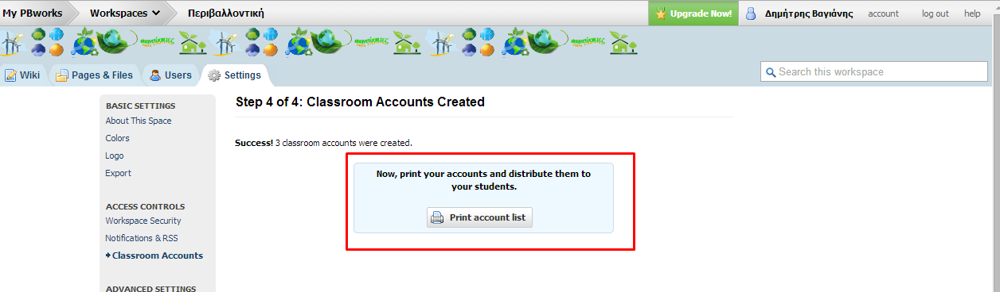 My PBworks Workspaces Περιβαλλοντική Upgrade Now! Δημήτρης Βαγιάνης account log out help
Wiki Pages & Files Users Settings Search this workspace
BASIC SETTINGS
About This Space
Colors
Logo
Export
ACCESS CONTROLS
Workspace Security
Notifications & RSS
Classroom Accounts
ADVANCED SETTINGS
Step 4 of 4: Classroom Accounts Created
Success! 3 classroom accounts were created.
Now, print your accounts and distribute them to
your students.
Print account list